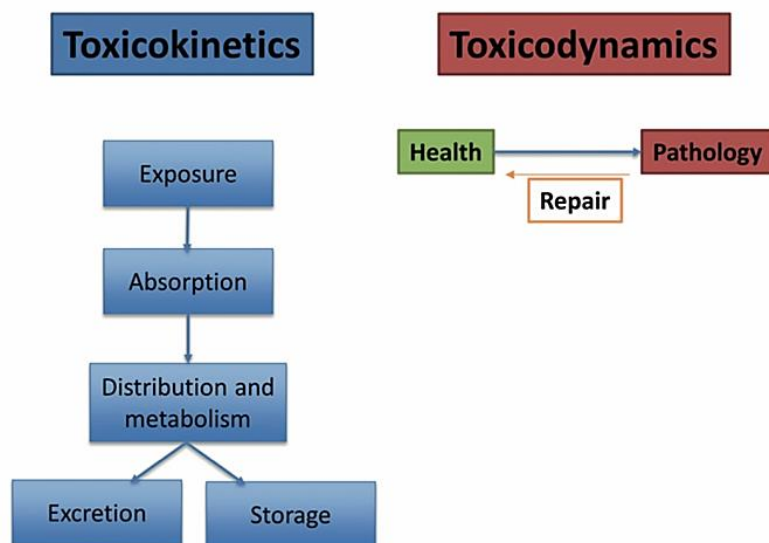 Toxicokinetics
Toxicodynamics
Exposure
Absorption
Distribution and
metabolism
Excretion
Storage
Health
Pathology
Repair